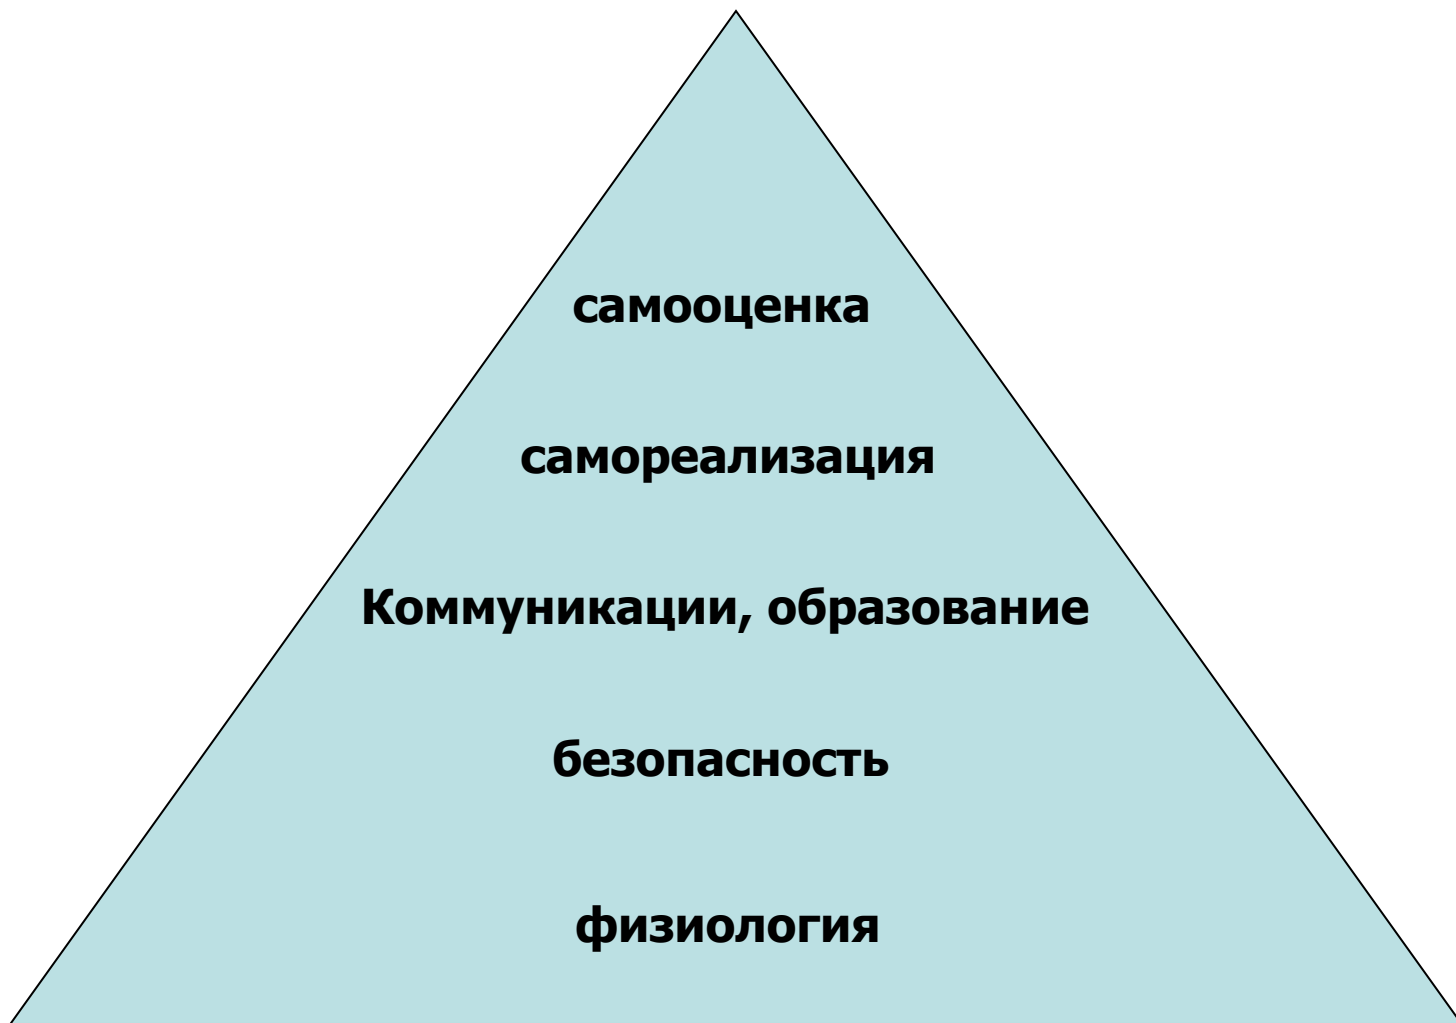 самооценка
самореализация
Коммуникации, образование
безопасность
физиология